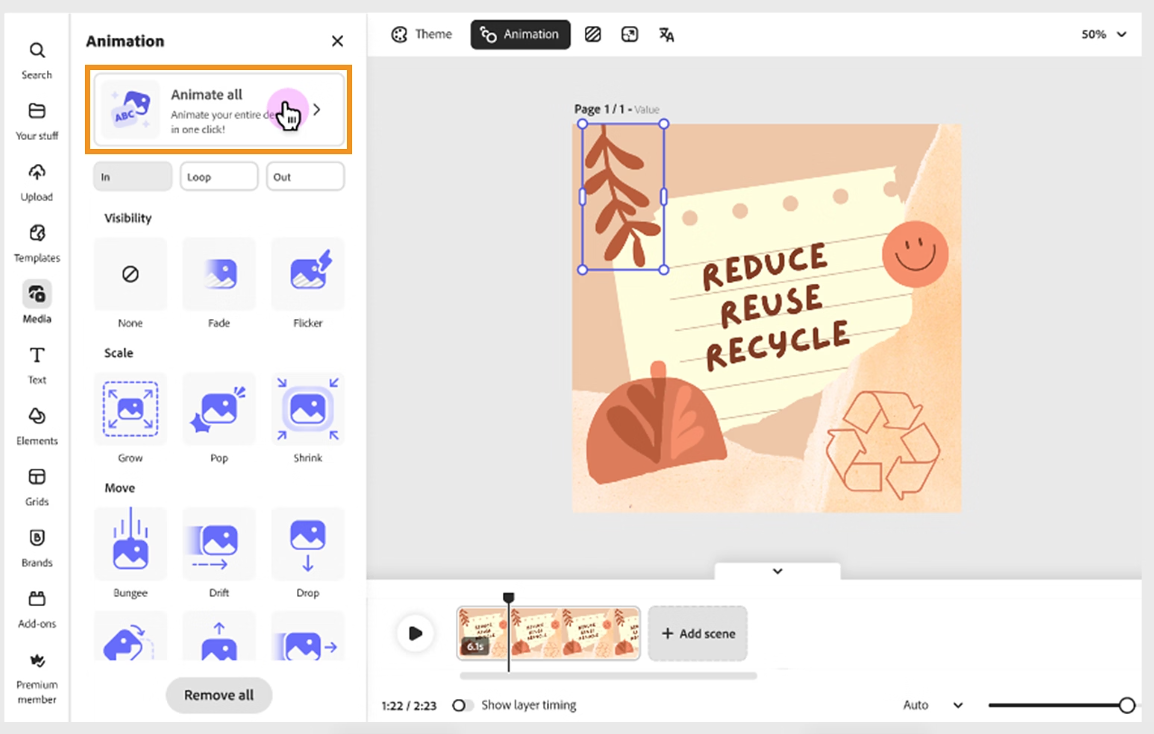 Search
Your stuff
Upload
Templates
Media
Text
Elements
Grids
Brands
Add-ons
Premium
member
Animation
ABC
Animate all
Animate your entire de
in one click!
In
Loop
Out
Visibility
None
Fade
Flicker
Scale
Grow
Pop
Shrink
Move
Bungee
Drift
Drop
Remove all
Theme
Animation
50%
Page 1 / 1 - Value
REDUCE
REUSE
RECYCLE
6.1s
+ Add scene
1:22 / 2:23
Show layer timing
Auto